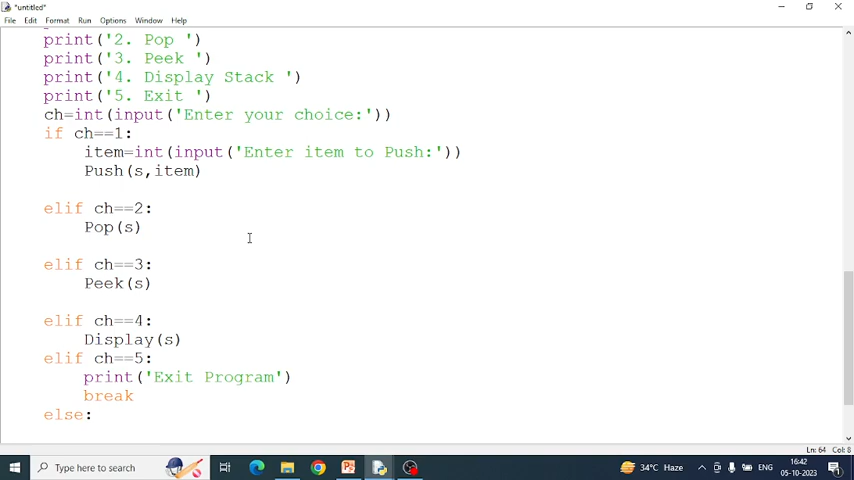 *untitled*
File Edit Format Run Options Window Help
print('2. Pop ')
print('3. Peek ')
print('4. Display Stack ')
print('5. Exit ')
ch=int(input('Enter your choice:'))
if ch==1:
item=int(input('Enter item to Push:'))
Push(s,item)
elif ch==2:
Pop(s)
elif ch==3:
Peek(s)
elif ch==4:
Display(s)
elif ch==5:
print('Exit Program')
break
else:
Ln: 64 Col: 8
Type here to search
34°C Haze
ENG
16:42
05-10-2023
1